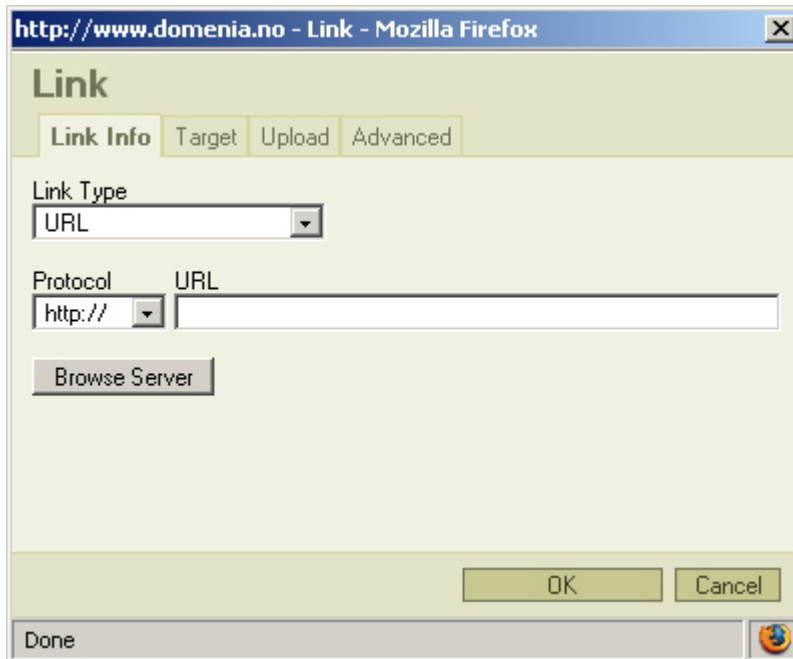 http://www.domenia.no - Link - Mozilla Firefox
Link
Link Info Target Upload Advanced
Link Type
URL
Protocol URL
http://
Browse Server
OK Cancel
Done